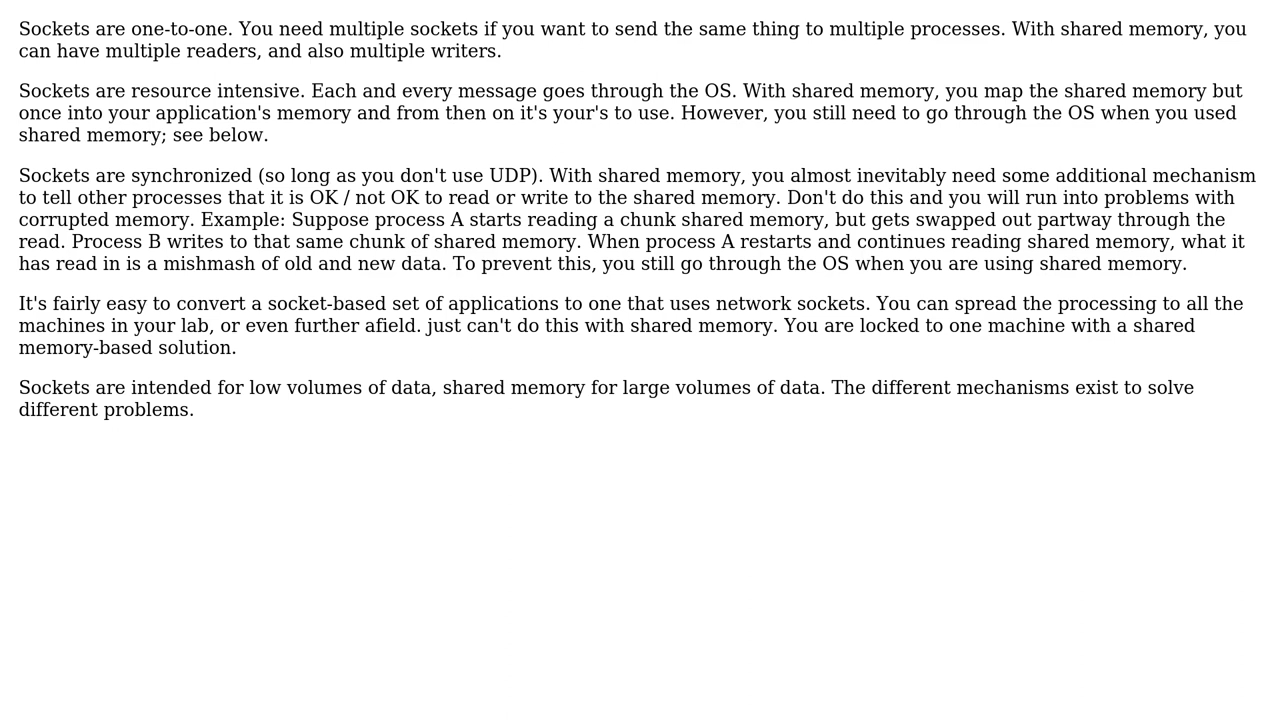 Sockets are one-to-one. You need multiple sockets if you want to send the same thing to multiple processes. With shared memory, you
can have multiple readers, and also multiple writers.
Sockets are resource intensive. Each and every message goes through the OS. With shared memory, you map the shared memory but
once into your application's memory and from then on it's your's to use. However, you still need to go through the OS when you used
shared memory; see below.
Sockets are synchronized (so long as you don't use UDP). With shared memory, you almost inevitably need some additional mechanism
to tell other processes that it is OK / not OK to read or write to the shared memory. Don't do this and you will run into problems with
corrupted memory. Example: Suppose process A starts reading a chunk shared memory, but gets swapped out partway through the
read. Process B writes to that same chunk of shared memory. When process A restarts and continues reading shared memory, what it
has read in is a mishmash of old and new data. To prevent this, you still go through the OS when you are using shared memory.
It's fairly easy to convert a socket-based set of applications to one that uses network sockets. You can spread the processing to all the
machines in your lab, or even further afield. just can't do this with shared memory. You are locked to one machine with a shared
memory-based solution.
Sockets are intended for low volumes of data, shared memory for large volumes of data. The different mechanisms exist to solve
different problems.